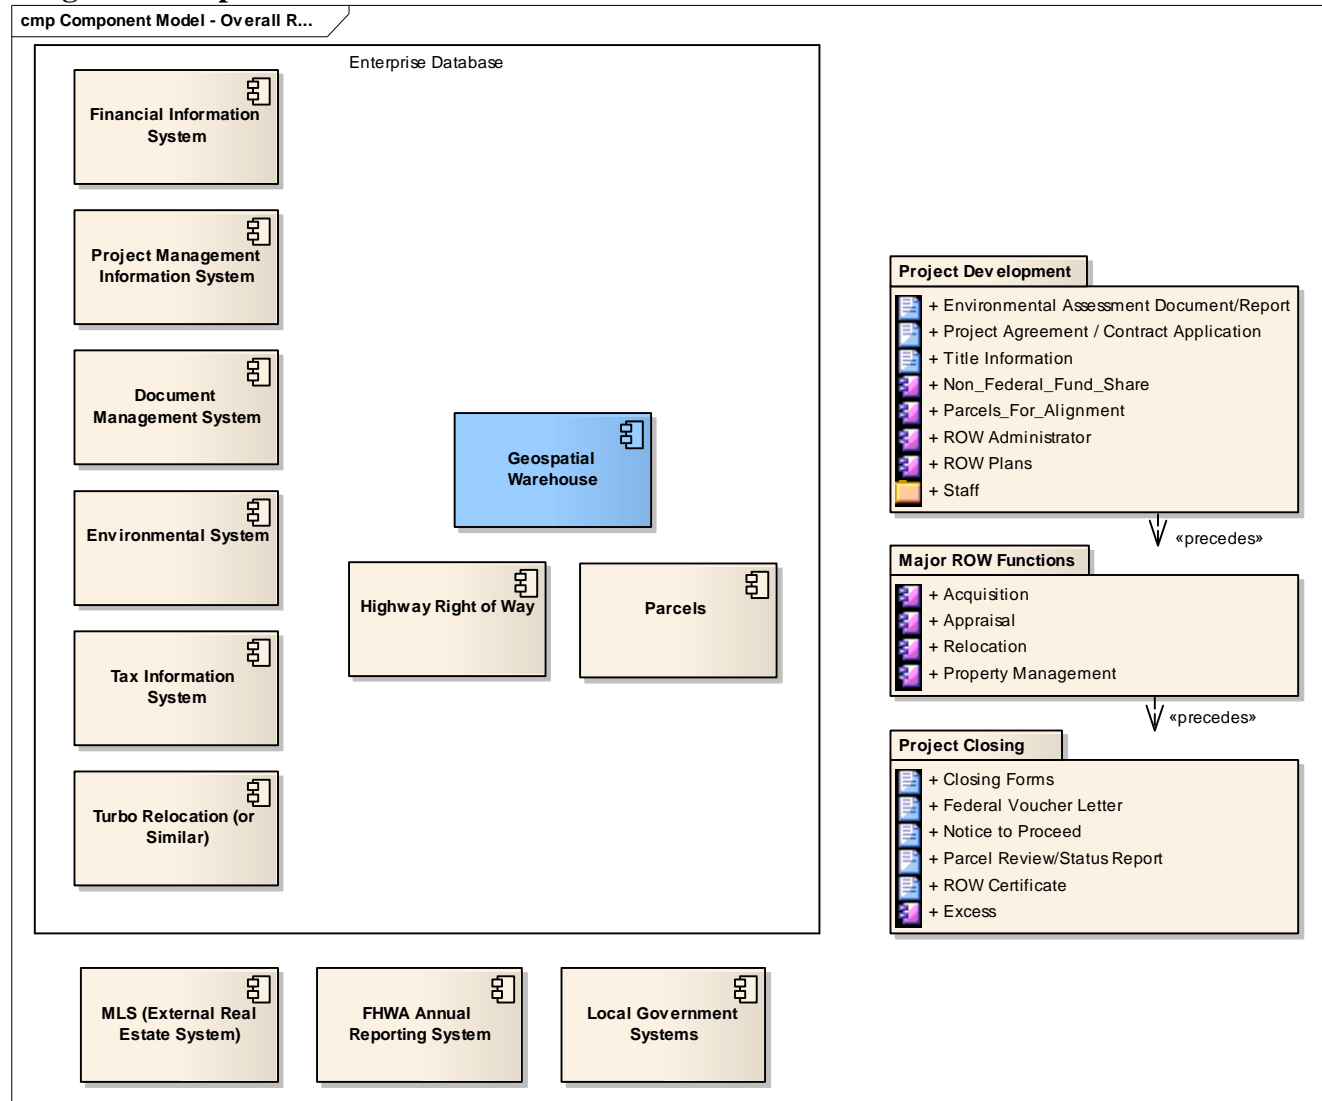 cmp Component Model - Overall R...
Enterprise Database
Financial Information
System
Project Management
Information System
Document
Management System
Environmental System
Tax Information
System
Turbo Relocation (or
Similar)
Geospatial
Warehouse
Highway Right of Way
Parcels
MLS (External Real
Estate System)
FHWA Annual
Reporting System
Local Government
Systems
Project Development
+ Environmental Assessment Document/Report
+ Project Agreement / Contract Application
+ Title Information
+ Non_Federal_Fund_Share
+ Parcels_For_Alignment
+ ROW Administrator
+ ROW Plans
+ Staff
«precedes»
Major ROW Functions
+ Acquisition
+ Appraisal
+ Relocation
+ Property Management
«precedes»
Project Closing
+ Closing Forms
+ Federal Voucher Letter
+ Notice to Proceed
+ Parcel Review/Status Report
+ ROW Certificate
+ Excess